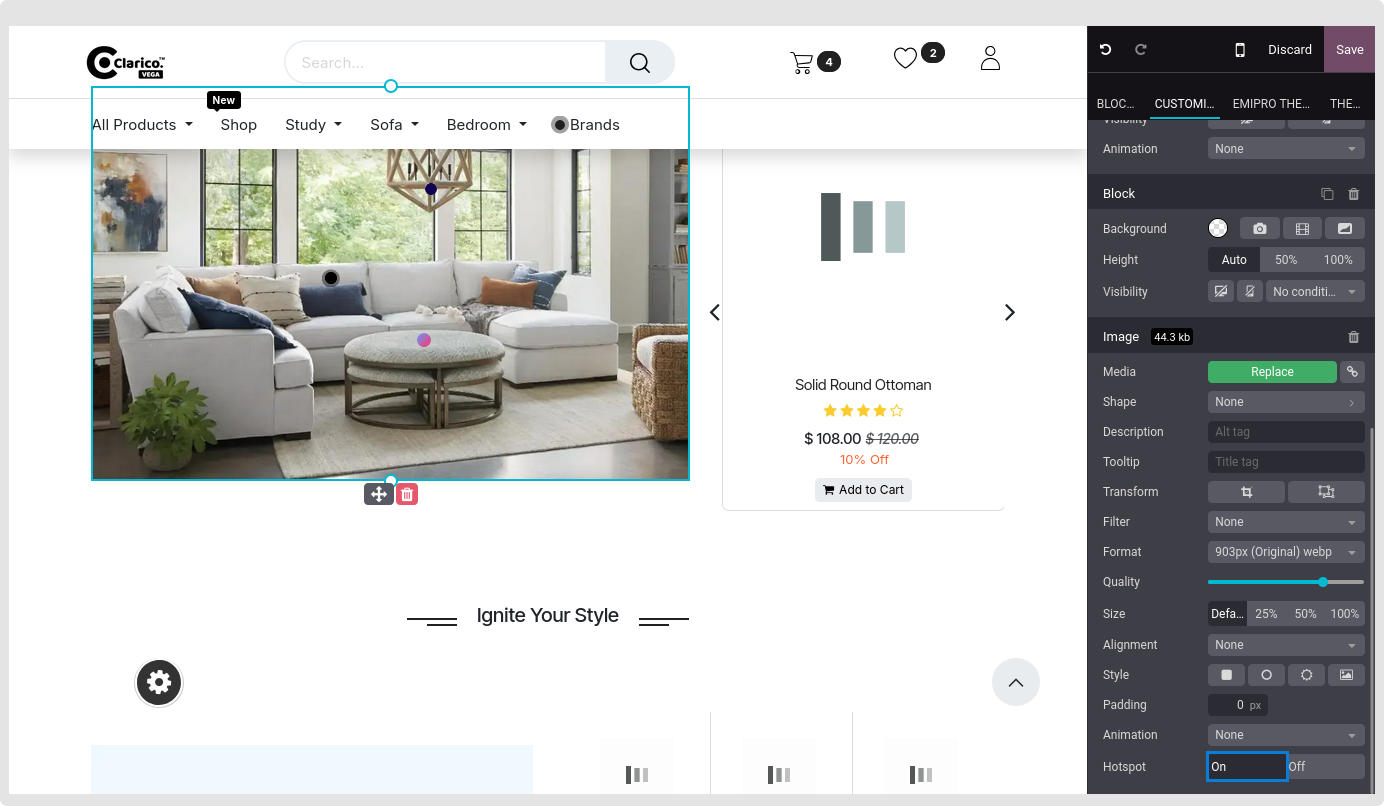 Clarico.
VEGA
Search...
4
2
Discard
Save
BLOC...
CUSTOMI...
EMIPRO THE...
THE...
New
All Products
Shop
Study
Sofa
Bedroom
Brands
Visibility
Animation
None
Block
Background
Height
Auto
50%
100%
Visibility
No conditi...
Image
44.3 kb
Media
Replace
Shape
None
Description
Alt tag
Tooltip
Title tag
Transform
Filter
None
Format
903px (Original) webp
Quality
Size
Defa...
25%
50%
100%
Alignment
None
Style
Padding
0 px
Animation
None
Hotspot
On
Off
Solid Round Ottoman
$ 108.00 $ 120.00
10% Off
Add to Cart
Ignite Your Style